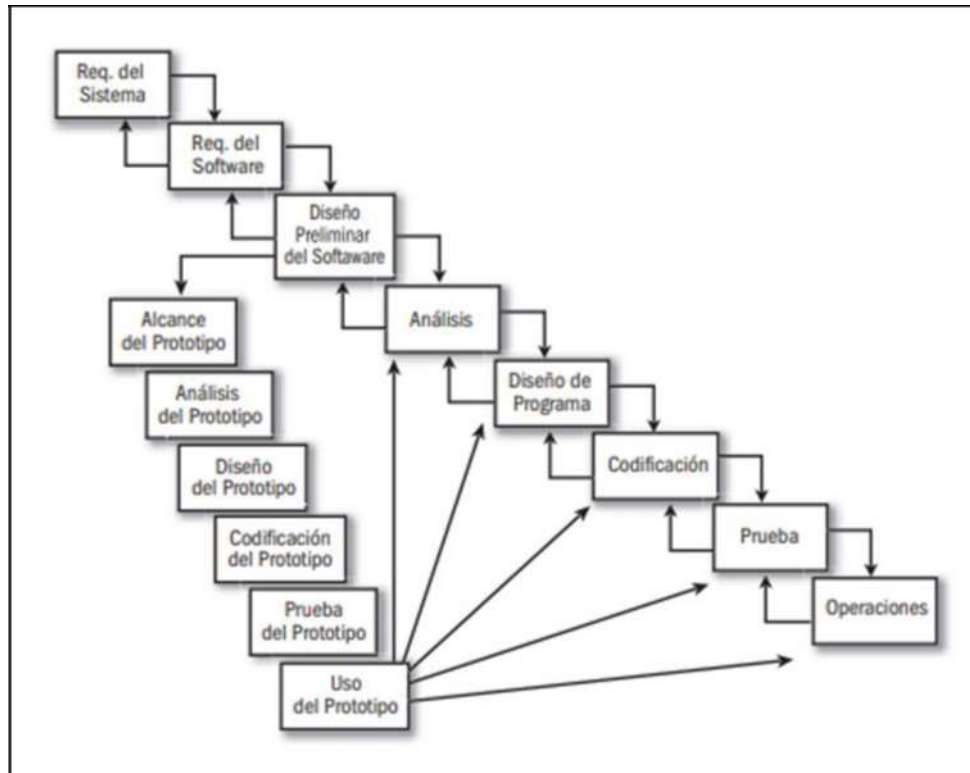 Req. del
Sistema
Req. del
Software
Diseño
Preliminar
del Softaware
Alcance
del Prototipo
Análisis
Análisis
del Prototipo
Diseño de
Programa
Diseño
del Prototipo
Codificación
Codificación
del Prototipo
Prueba
Prueba
del Prototipo
Operaciones
Uso
del Prototipo